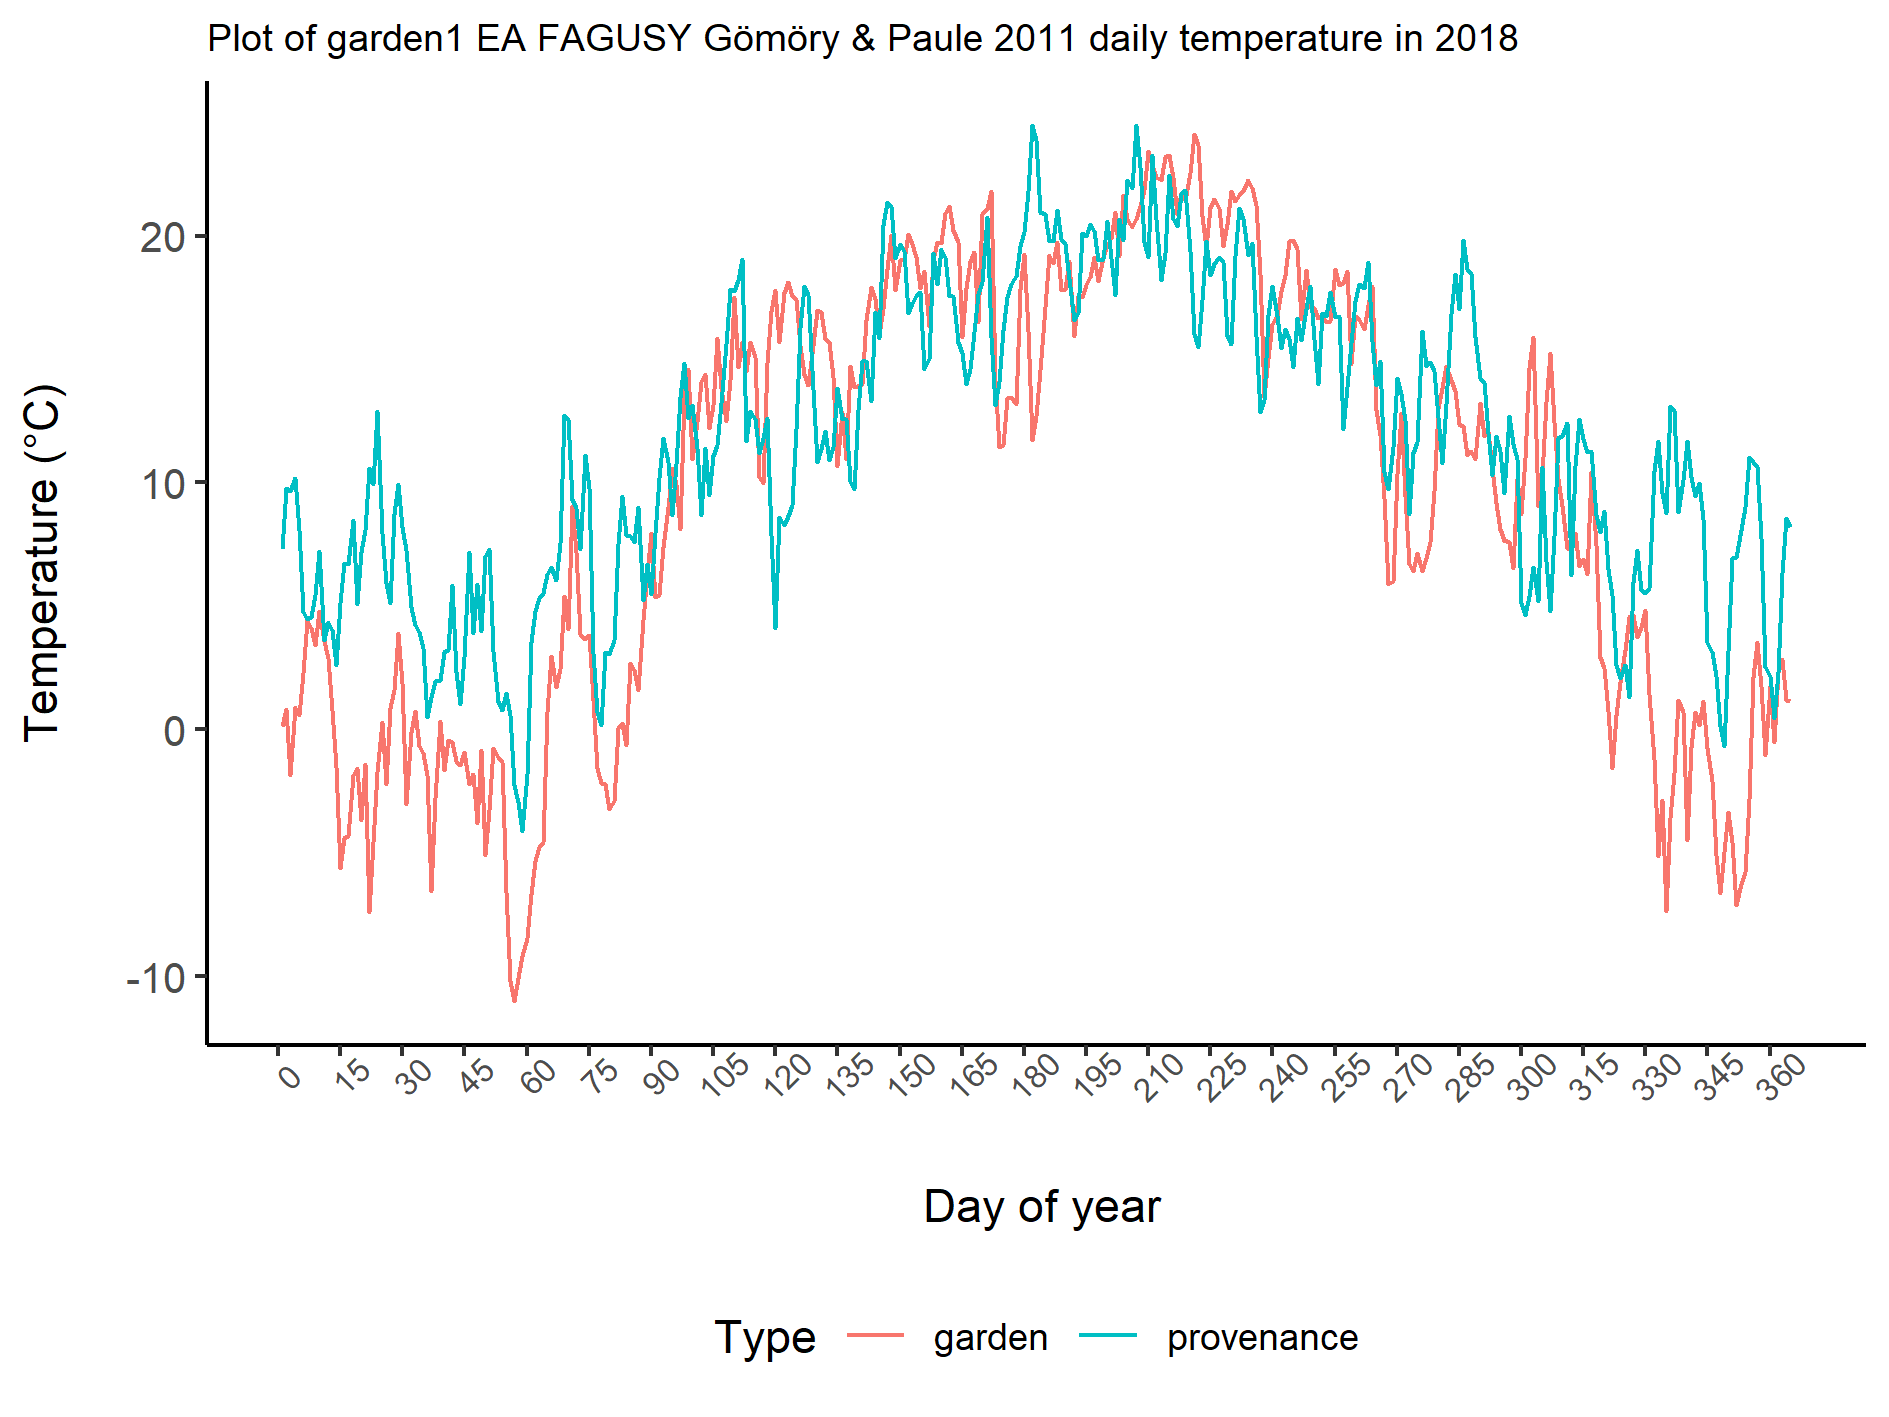 Plot of garden1 EA FAGUSY Gömöry & Paule 2011 daily temperature in 2018
Temperature (°C)
20
10
0
-10
0 15 30 45 60 75 90 105 120 135 150 165 180 195 210 225 240 255 270 285 300 315 330 345 360
Day of year
Type garden provenance